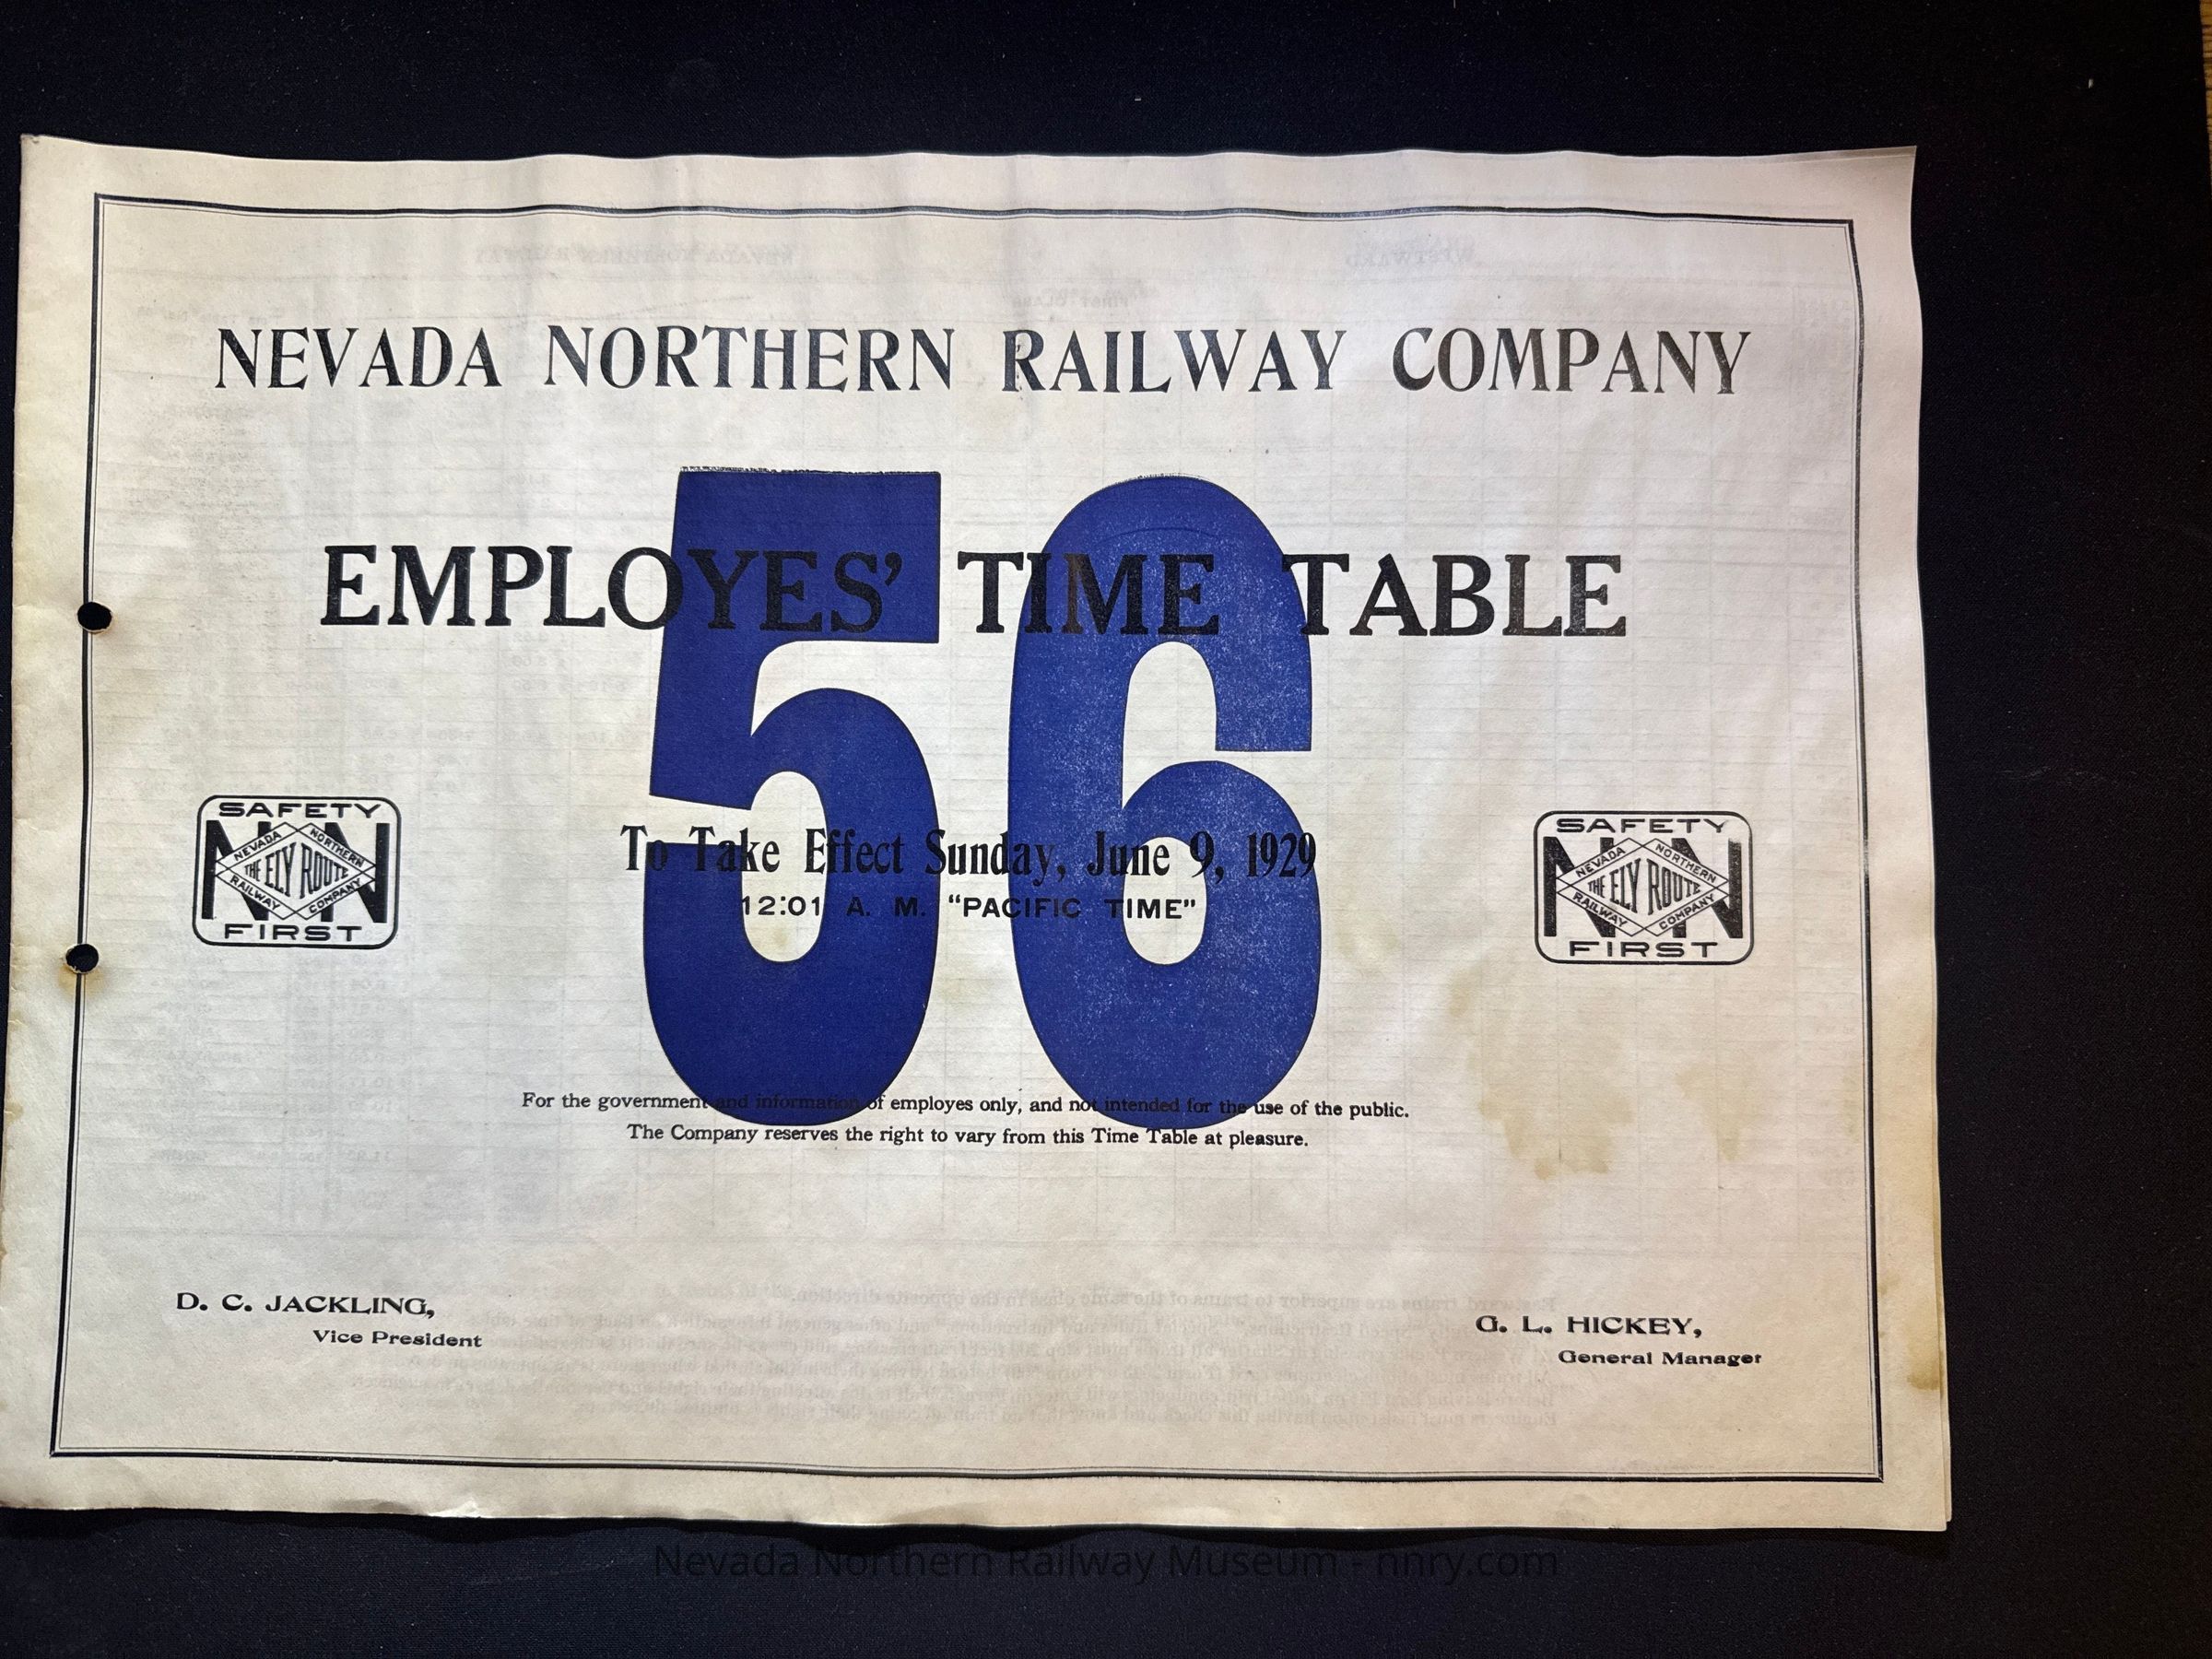 NEVADA NORTHERN RAILWAY COMPANY
56
EMPLOYES' TIME TABLE
SAFETY
NN
NEVADA NORTHERN
THE ELY ROUTE
RAILWAY COMPANY
FIRST
To Take Effect Sunday, June 9, 1929
12:01 A. M. "PACIFIC TIME"
SAFETY
NN
NEVADA NORTHERN
THE ELY ROUTE
RAILWAY COMPANY
FIRST
For the government and information of employes only, and not intended for the use of the public.
The Company reserves the right to vary from this Time Table at pleasure.
D. C. JACKLING,
Vice President
G. L. HICKEY,
General Manager
Nevada Northern Railway Museum - nnry.com